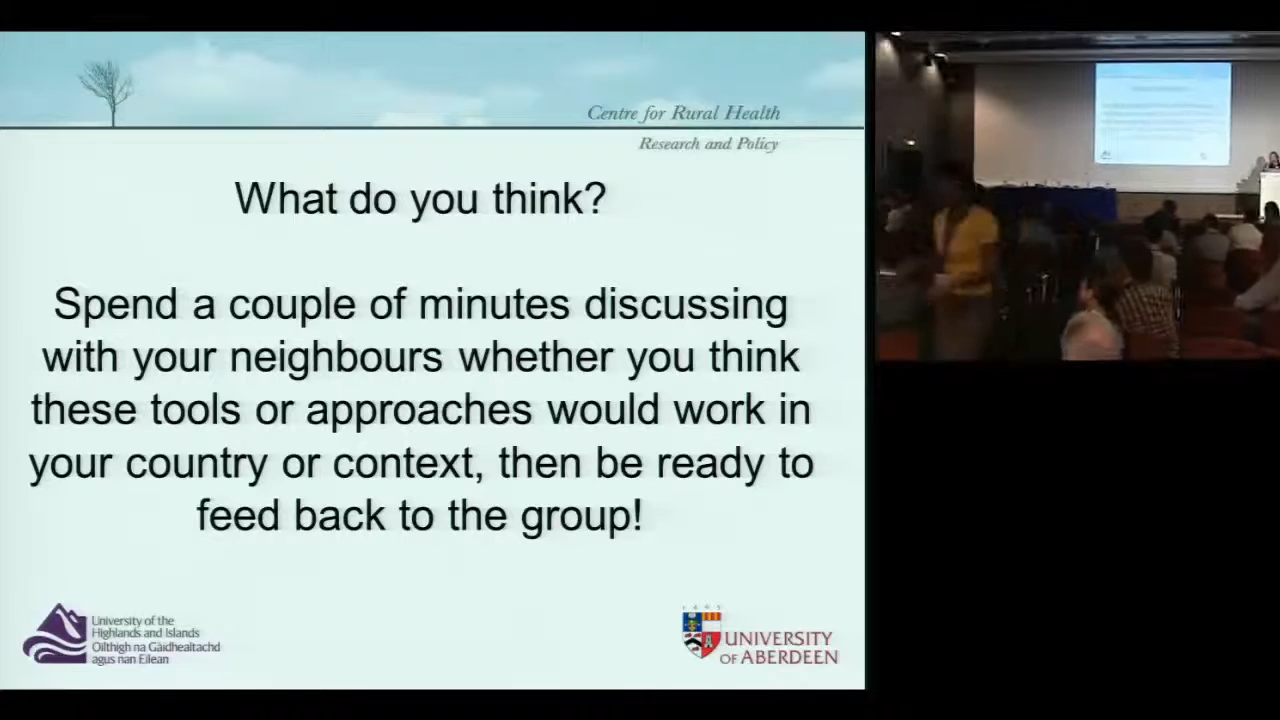 Centre for Rural Health
Research and Policy
What do you think?
Spend a couple of minutes discussing
with your neighbours whether you think
these tools or approaches would work in
your country or context, then be ready to
feed back to the group!
University of the
Highlands and Islands
Oilthigh na Gàidhealtachd
agus nan Eilean
1495
UNIVERSITY
OF ABERDEEN